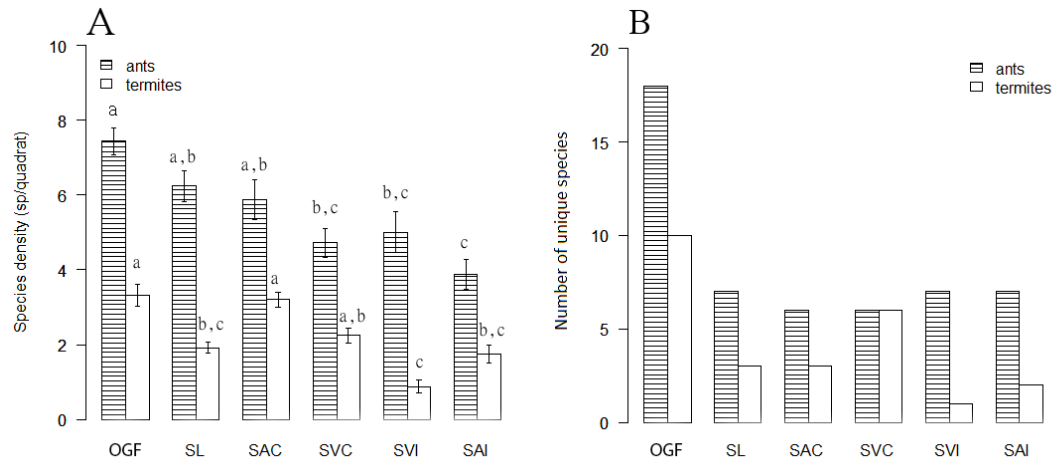 A
10
8
6
4
2
0
Species density (sp/quadrat)
ants
termites
a
a
a,b
b,c
a,b
a
b,c
a,b
b,c
c
c
b,c
OGF SL SAC SVC SVI SAI
B
20
15
10
5
0
Number of unique species
ants
termites
OGF SL SAC SVC SVI SAI